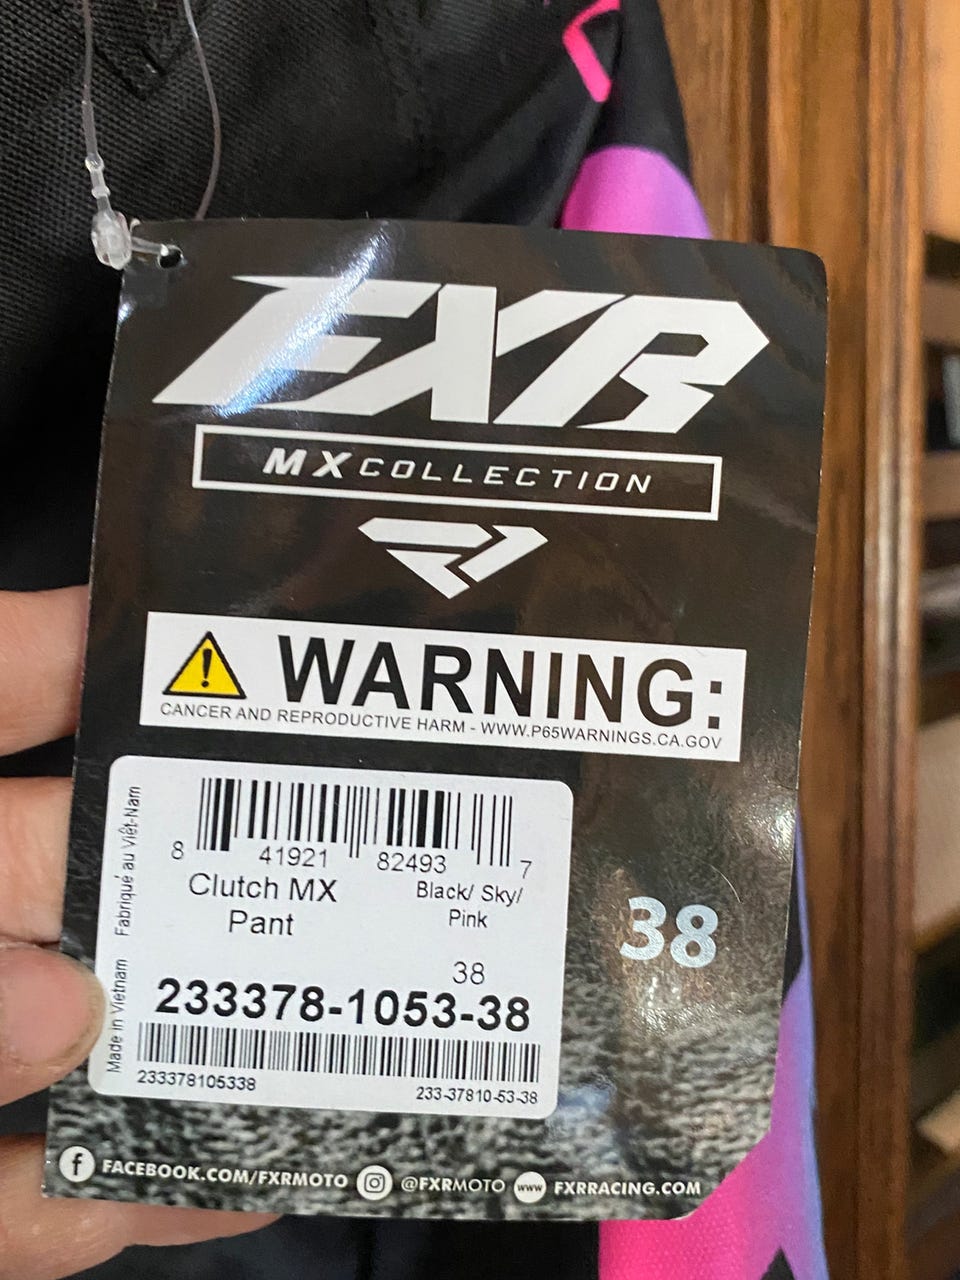 FXR
MX COLLECTION
WARNING:
CANCER AND REPRODUCTIVE HARM - WWW.P65WARNINGS.CA.GOV
Fabriqué au Viêt-Nam
Made in Vietnam
8 41921 82493 7
Clutch MX
Pant
Black/ Sky/
Pink
38
38
233378-1053-38
233378105338
233-37810-53-38
f FACEBOOK.COM/FXRMOTO @FXRMOTO www FXRRACING.COM